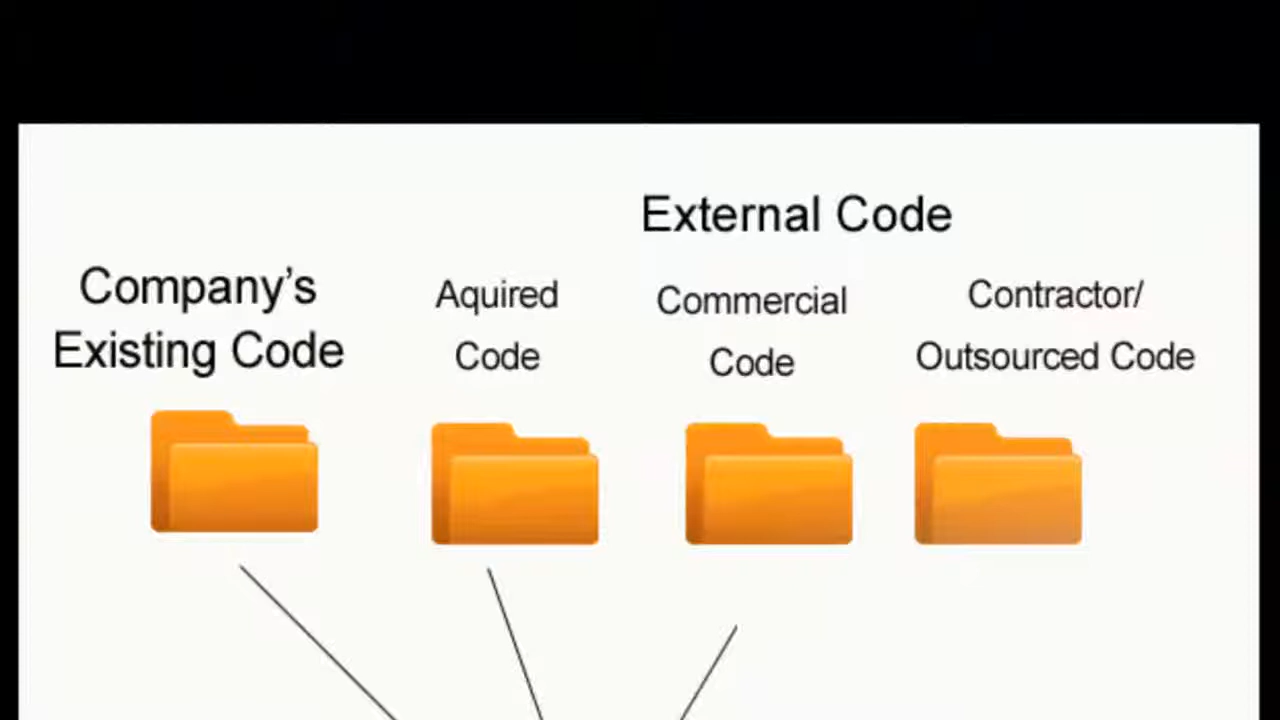 External Code
Company's
Existing Code
Aquired
Code
Commercial
Code
Contractor/
Outsourced Code